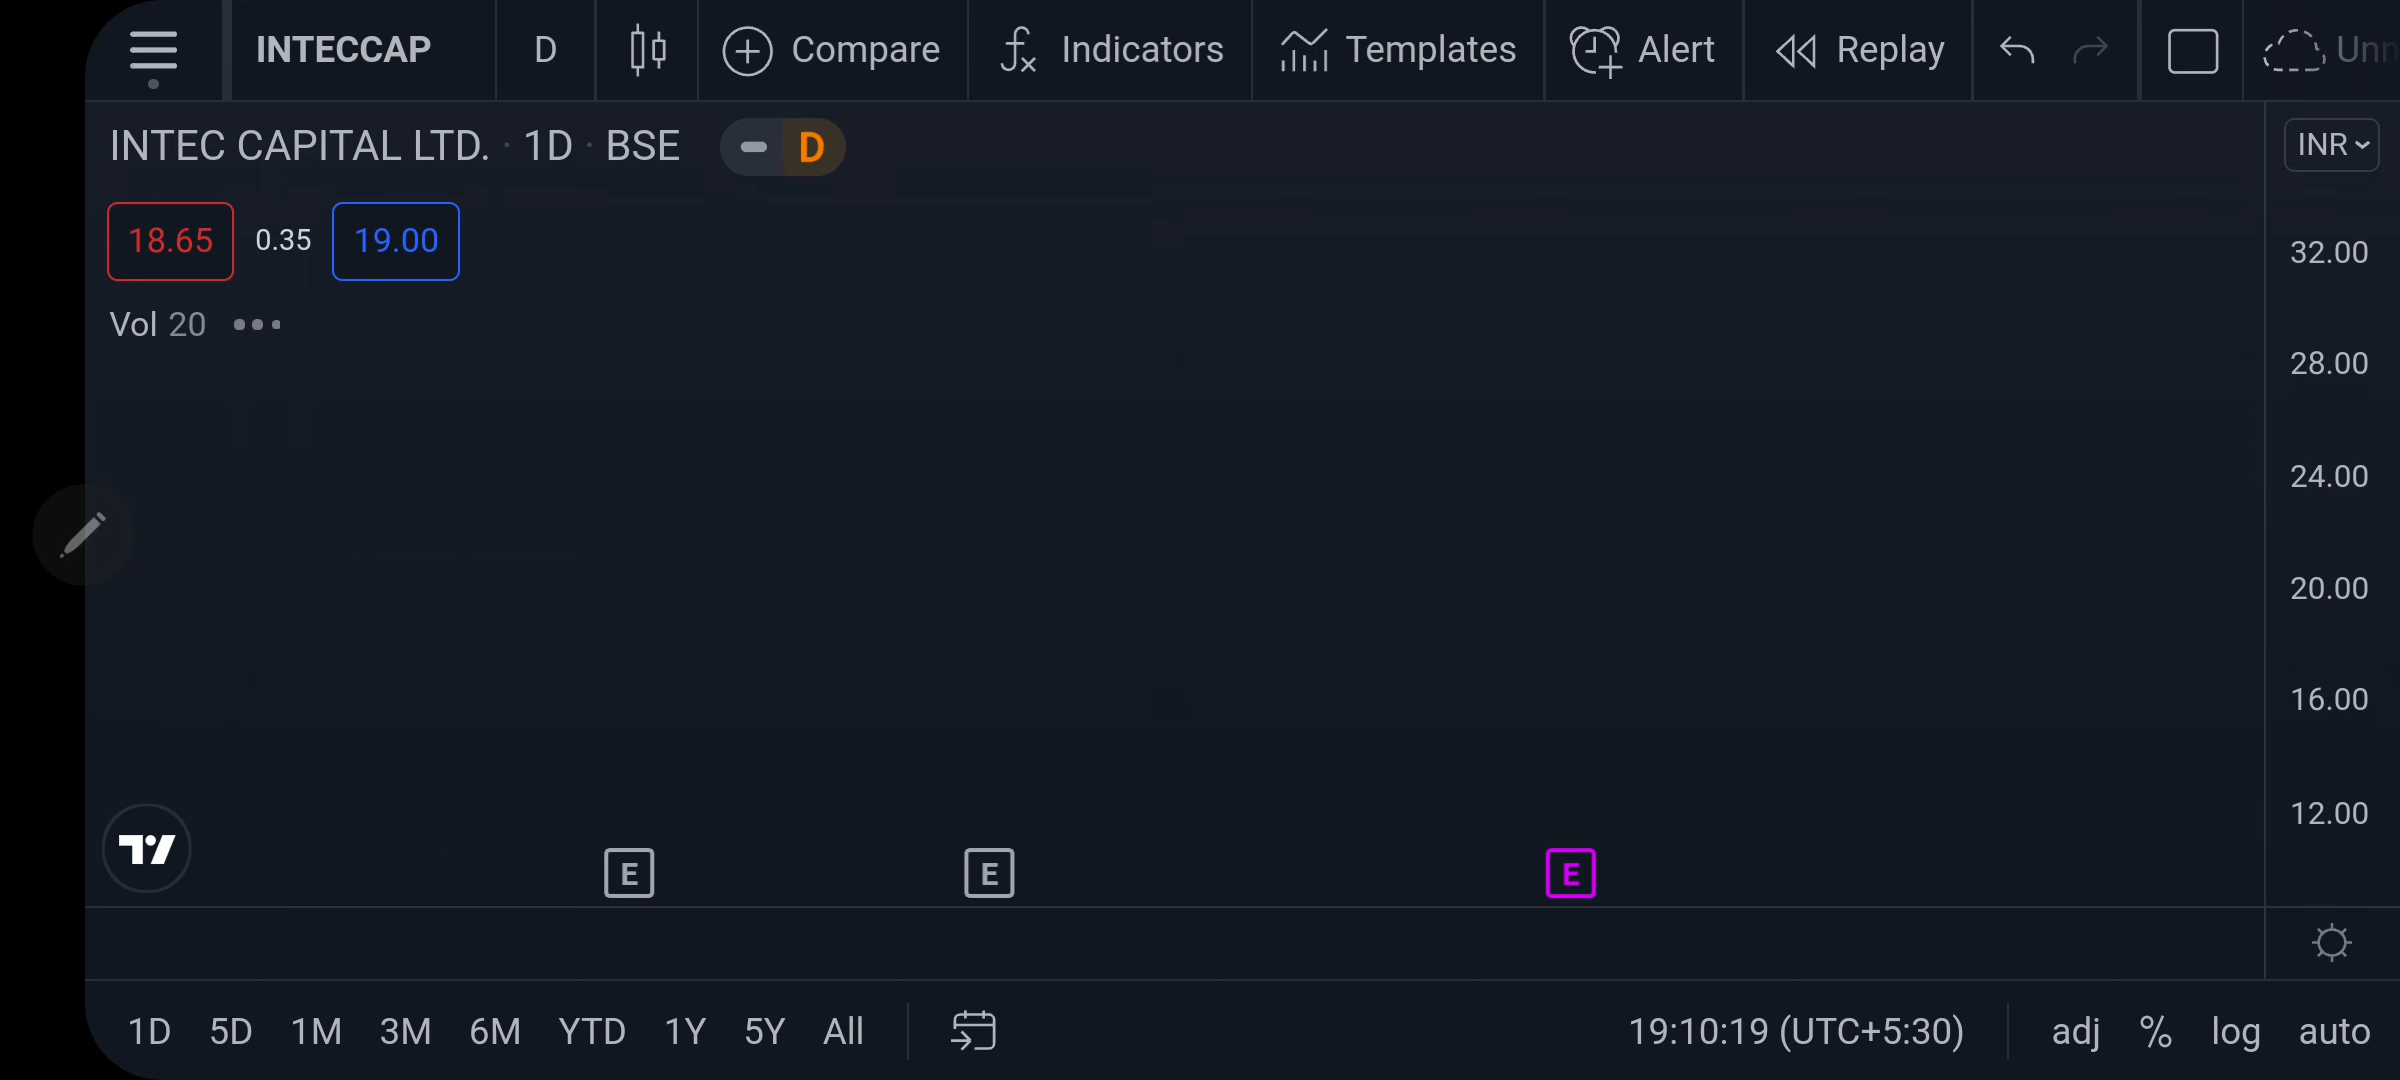 INTECCAP D Compare Indicators Templates Alert Replay
INTEC CAPITAL LTD. · 1D · BSE D INR
18.65 0.35 19.00
Vol 20
32.00
28.00
24.00
20.00
16.00
12.00
E E E
1D 5D 1M 3M 6M YTD 1Y 5Y All 19:10:19 (UTC+5:30) adj % log auto